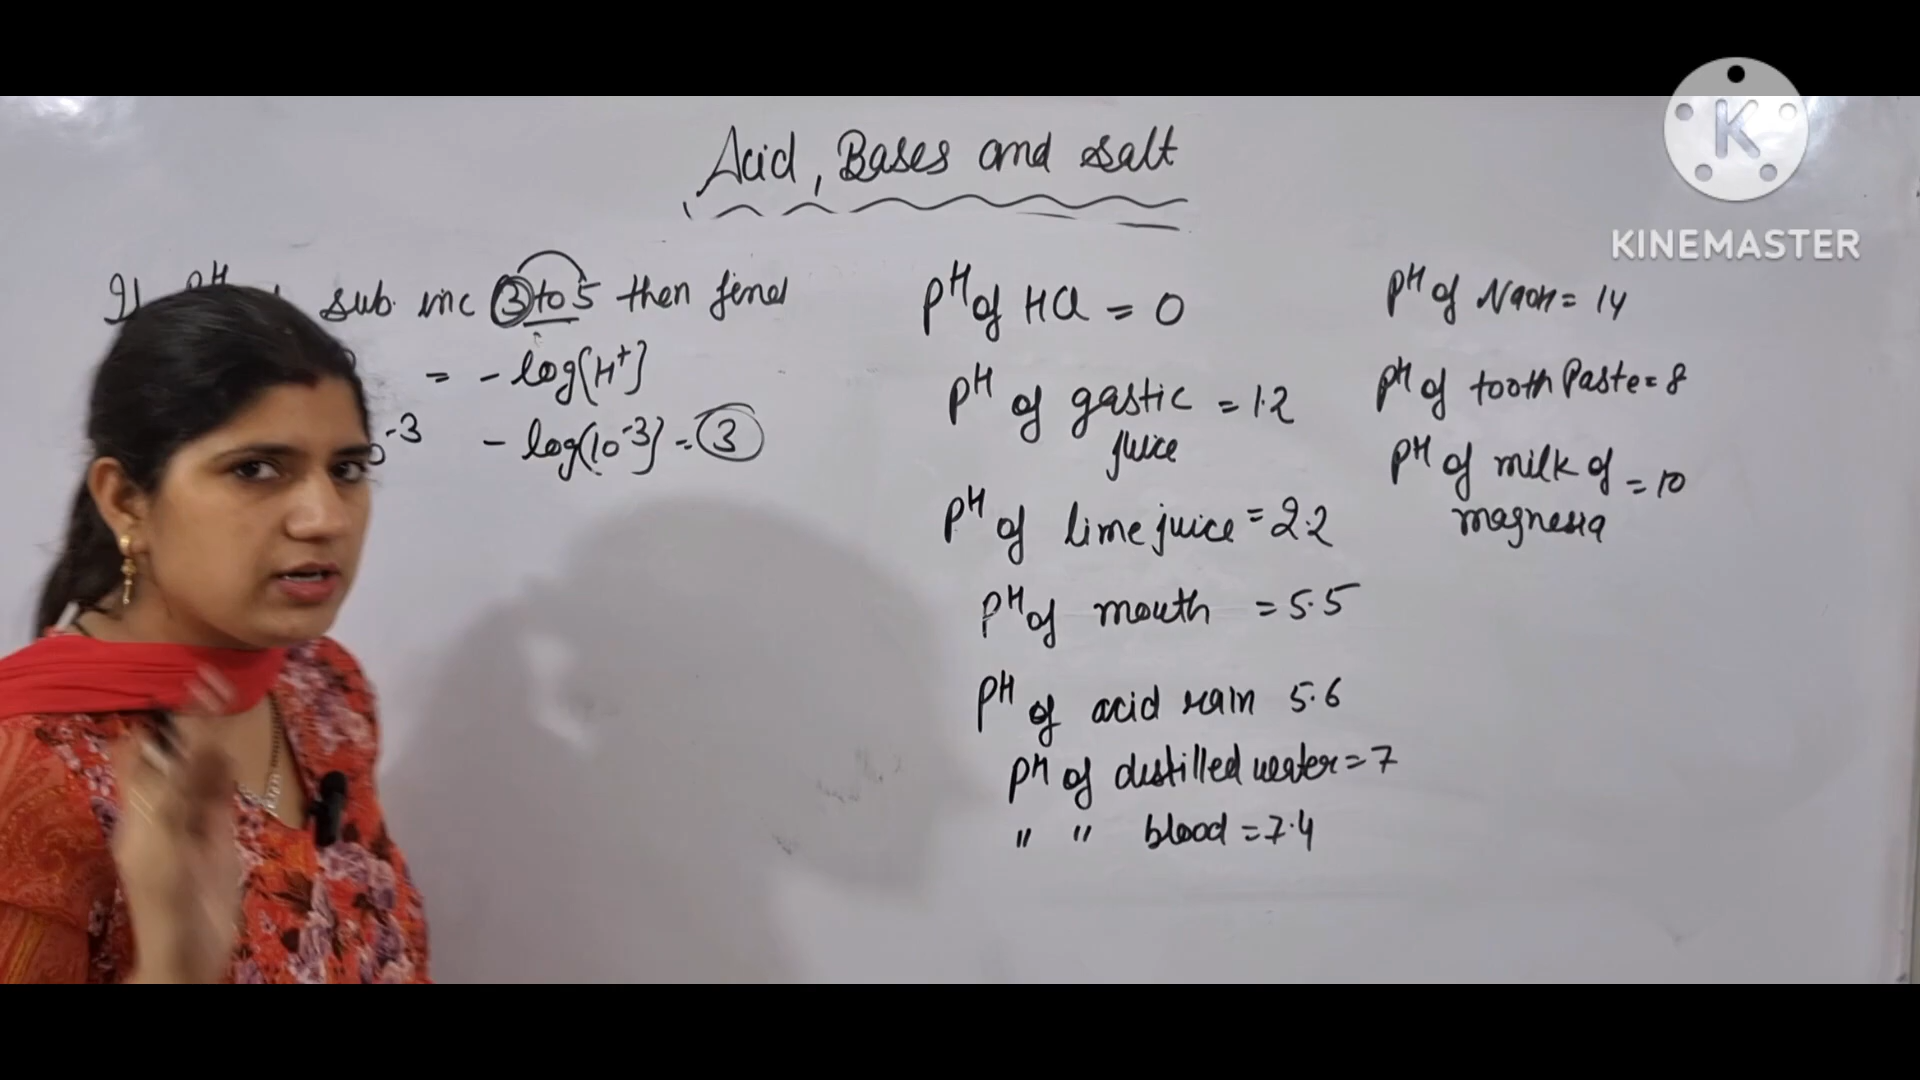 Acid, Bases and salt
KINEMASTER
sub. inc 3 to 5 then find
= - log[H+]
-3 - log[10-3] = 3
PH of HCl = 0
PH of gastic = 1.2
juice
PH of lime juice = 2.2
PH of mouth = 5.5
PH of acid rain 5.6
PH of distilled water = 7
" " blood = 7.4
PH of NaOH = 14
PH of tooth Paste = 8
PH of milk of = 10
magnesia